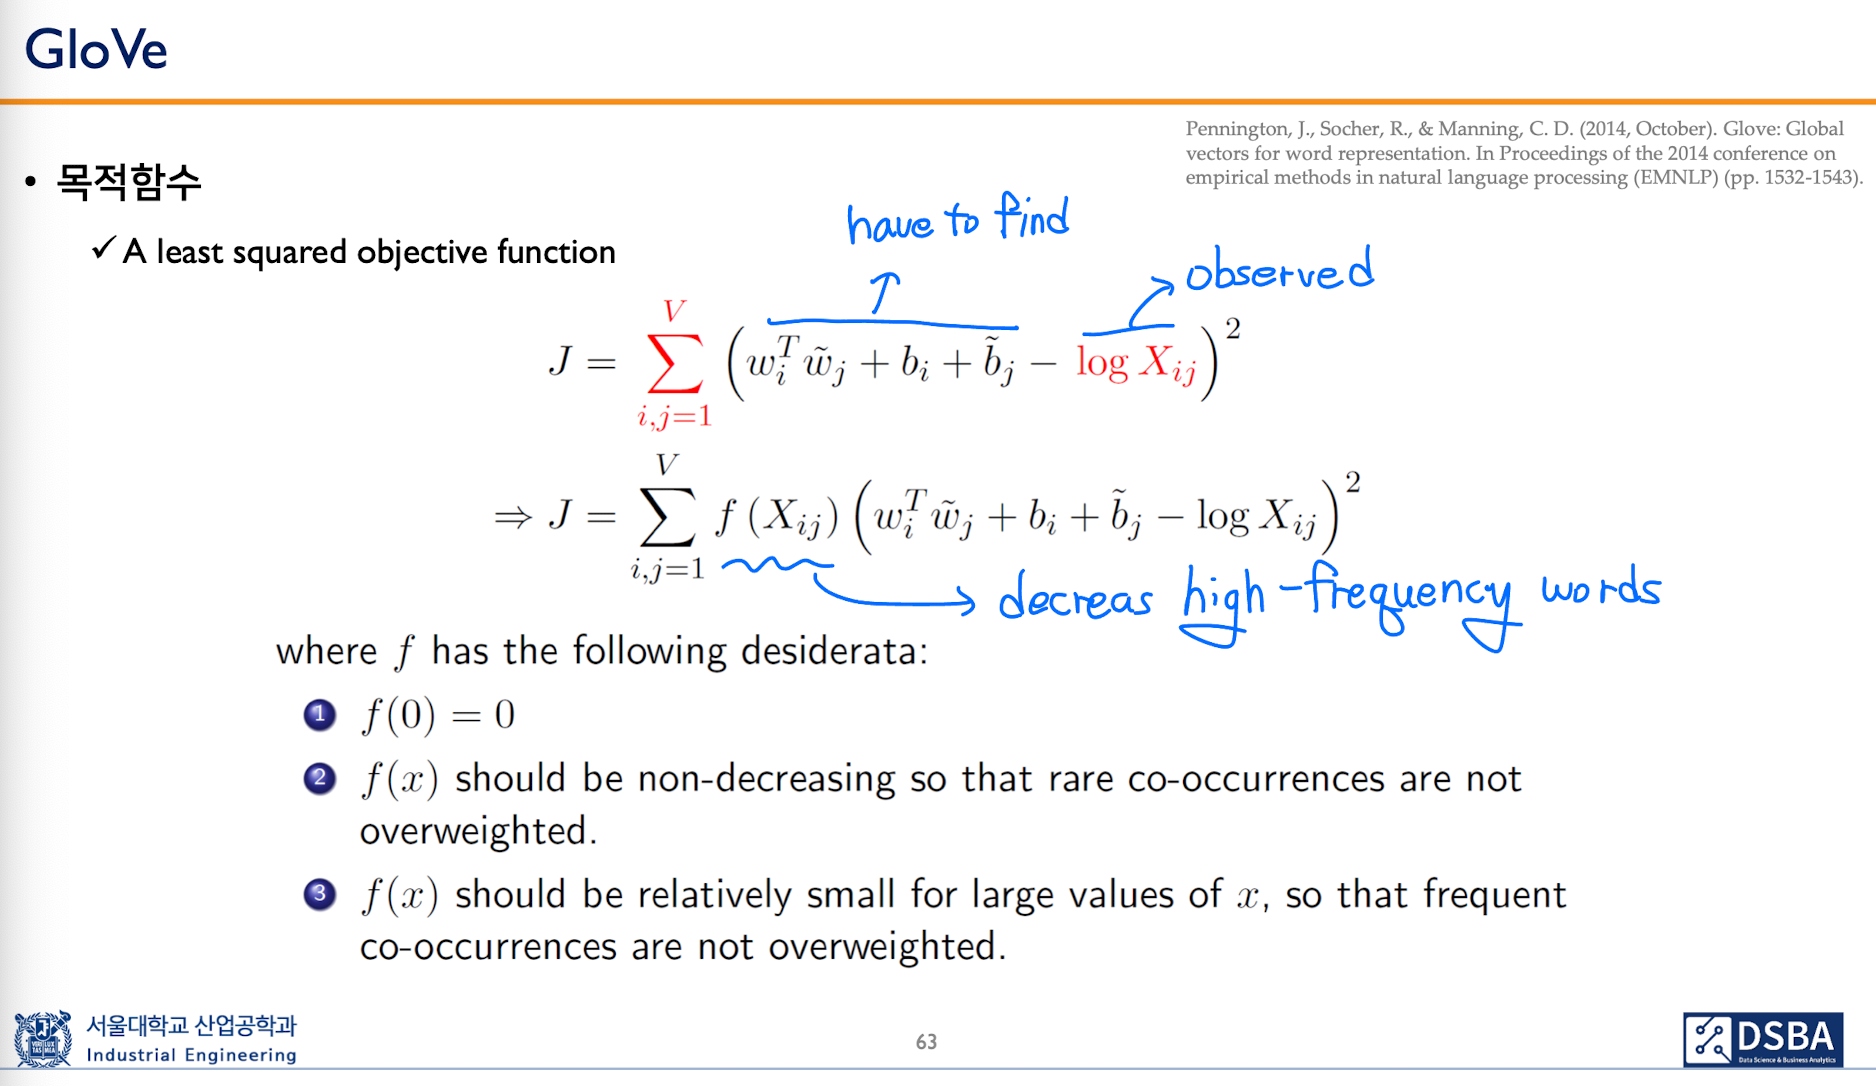 GloVe
Pennington, J., Socher, R., & Manning, C. D. (2014, October). Glove: Global
vectors for word representation. In Proceedings of the 2014 conference on
empirical methods in natural language processing (EMNLP) (pp. 1532-1543).
• 목적함수
have to find
✓ A least squared objective function
observed
J = \sum_{i,j=1}^{V} \left( w_i^T \tilde{w}_j + b_i + \tilde{b}_j - \log X_{ij} \right)^2
⇒ J = \sum_{i,j=1}^{V} f(X_{ij}) \left( w_i^T \tilde{w}_j + b_i + \tilde{b}_j - \log X_{ij} \right)^2
decreas high-frequency words
where f has the following desiderata:
1 f(0) = 0
2 f(x) should be non-decreasing so that rare co-occurrences are not
overweighted.
3 f(x) should be relatively small for large values of x, so that frequent
co-occurrences are not overweighted.
서울대학교 산업공학과
Industrial Engineering
63
DSBA
Data Science & Business Analytics